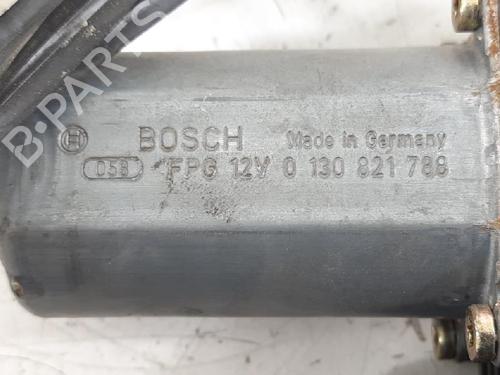 BOSCH Made in Germany
058 FPG 12V 0 130 821 788
B-PARTS